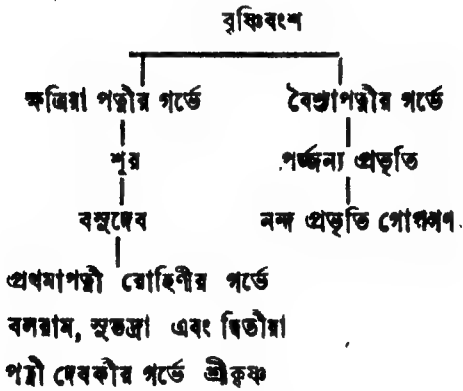 বৃষ্ণিবংশ
ক্ষত্রিয়া পত্নীর গর্ভে বৈশ্যাপত্নীর গর্ভে
শূর পর্জ্জন্য প্রভৃতি
বসুদেব নন্দ প্রভৃতি গোপগণ
প্রথমাপত্নী রোহিণীর গর্ভে
বলরাম, সুভদ্রা এবং দ্বিতীয়া
পত্নী দেবকীর গর্ভে শ্রীকৃষ্ণ